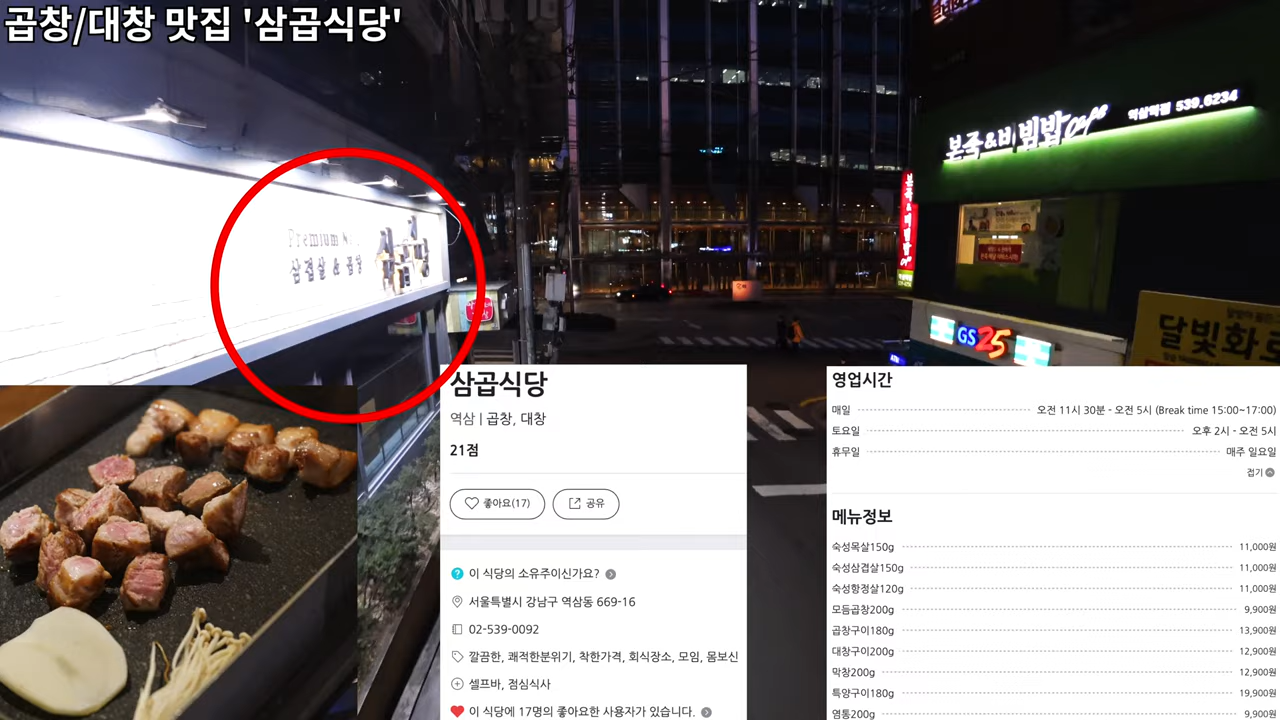 곱창/대창 맛집 '삼곱식당'
Premium
삼겹살 & 곱창
본죽&비빔밥cafe 역삼역점 539.6234
본죽&비빔밥
GS25
ATM
달빛화로
삼곱식당
역삼 | 곱창, 대창
21점
좋아요(17) 공유
이 식당의 소유주이신가요?
서울특별시 강남구 역삼동 669-16
02-539-0092
깔끔한, 쾌적한분위기, 착한가격, 회식장소, 모임, 몸보신
셀프바, 점심식사
이 식당에 17명의 좋아요한 사용자가 있습니다.
영업시간
매일 오전 11시 30분 - 오전 5시 (Break time 15:00~17:00)
토요일 오후 2시 - 오전 5시
휴무일 매주 일요일
접기
메뉴정보
숙성목살150g 11,000원
숙성삼겹살150g 11,000원
숙성항정살120g 11,000원
모듬곱창200g 9,900원
곱창구이180g 13,900원
대창구이200g 12,900원
막창200g 12,900원
특양구이180g 19,900원
염통200g 9,900원